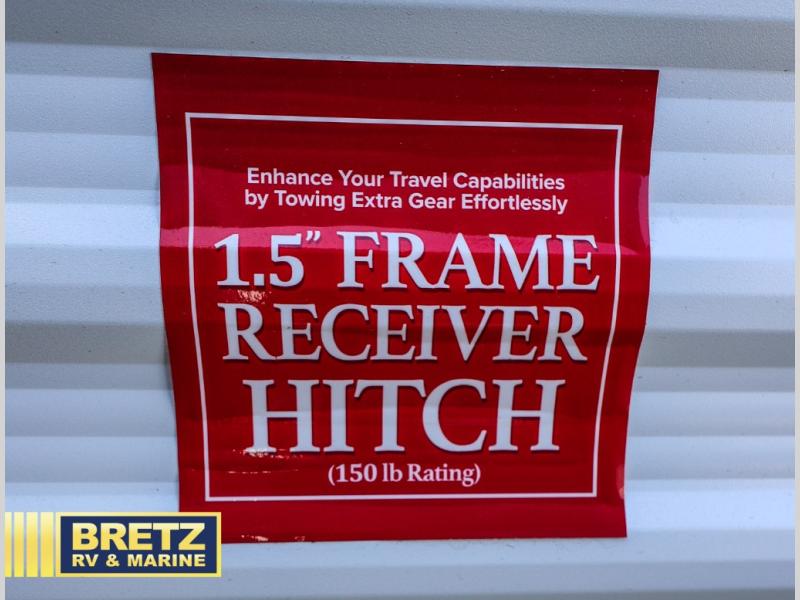 Enhance Your Travel Capabilities
by Towing Extra Gear Effortlessly
1.5” FRAME
RECEIVER
HITCH
(150 lb Rating)
BRETZ
RV & MARINE